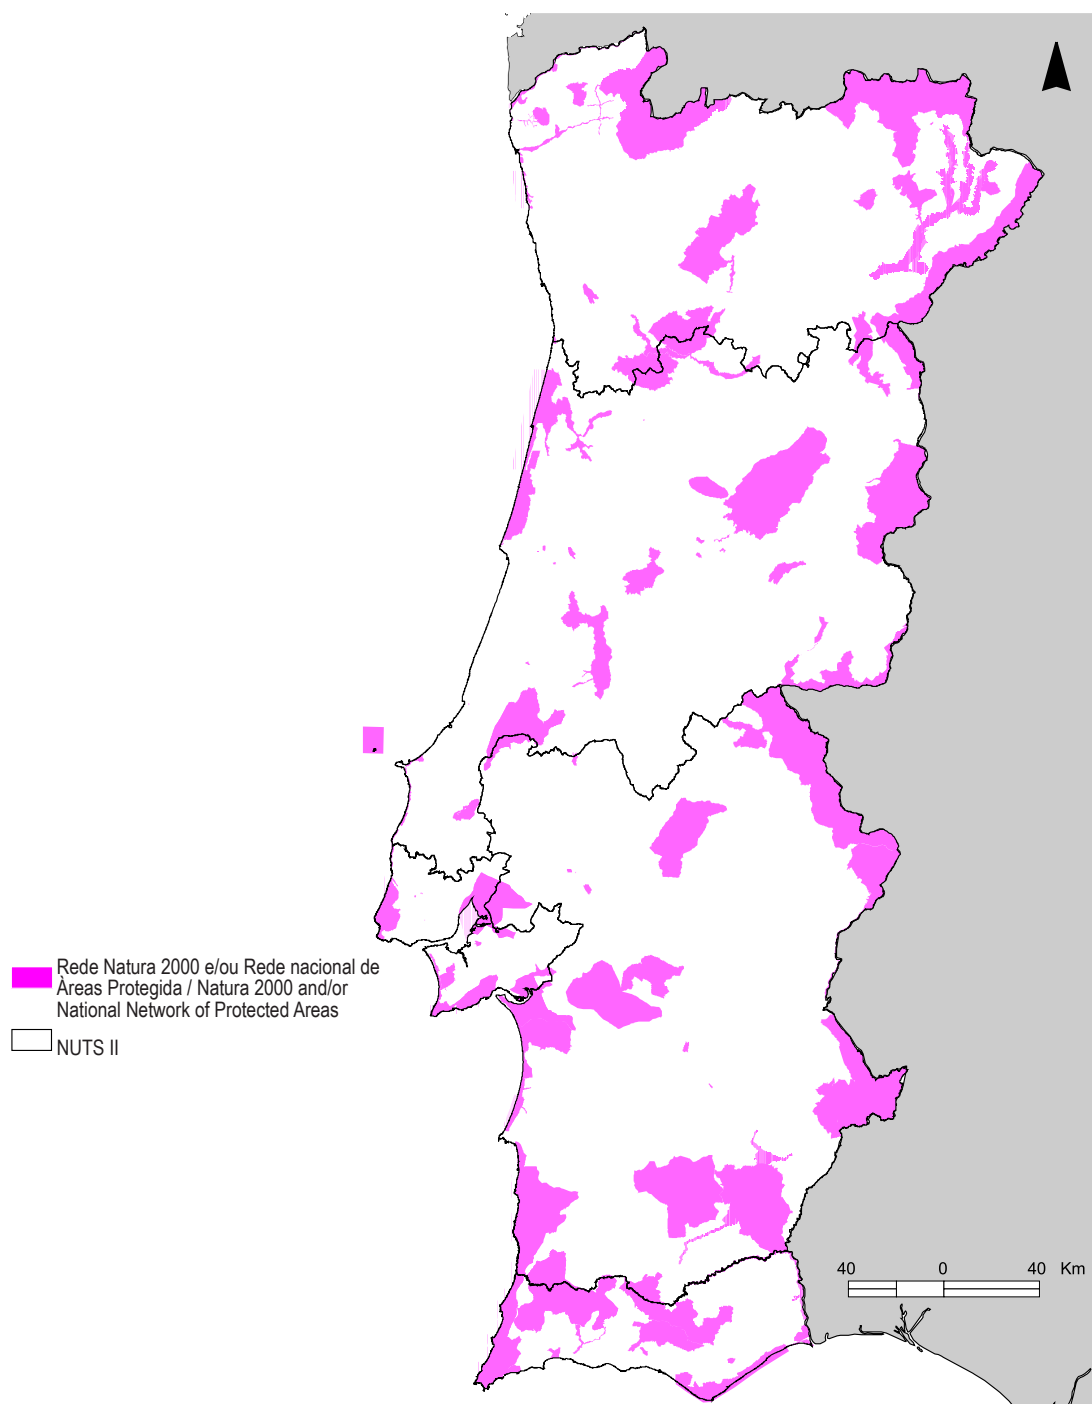 Rede Natura 2000 e/ou Rede nacional de
Àreas Protegida / Natura 2000 and/or
National Network of Protected Areas
NUTS II
40 0 40 Km